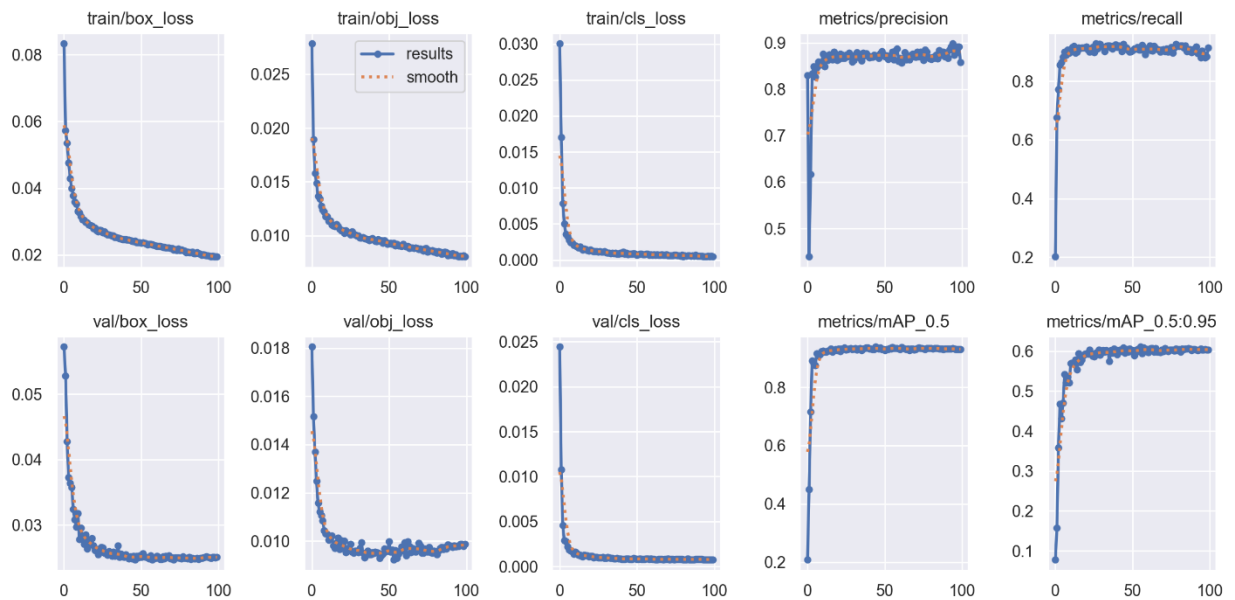 train/box_loss
0.08
0.06
0.04
0.02
0 50 100
train/obj_loss
results
smooth
0.025
0.020
0.015
0.010
0 50 100
train/cls_loss
0.030
0.025
0.020
0.015
0.010
0.005
0.000
0 50 100
metrics/precision
0.9
0.8
0.7
0.6
0.5
0 50 100
metrics/recall
0.8
0.6
0.4
0.2
0 50 100
val/box_loss
0.05
0.04
0.03
0 50 100
val/obj_loss
0.018
0.016
0.014
0.012
0.010
0 50 100
val/cls_loss
0.025
0.020
0.015
0.010
0.005
0.000
0 50 100
metrics/mAP_0.5
0.8
0.6
0.4
0.2
0 50 100
metrics/mAP_0.5:0.95
0.6
0.5
0.4
0.3
0.2
0.1
0 50 100